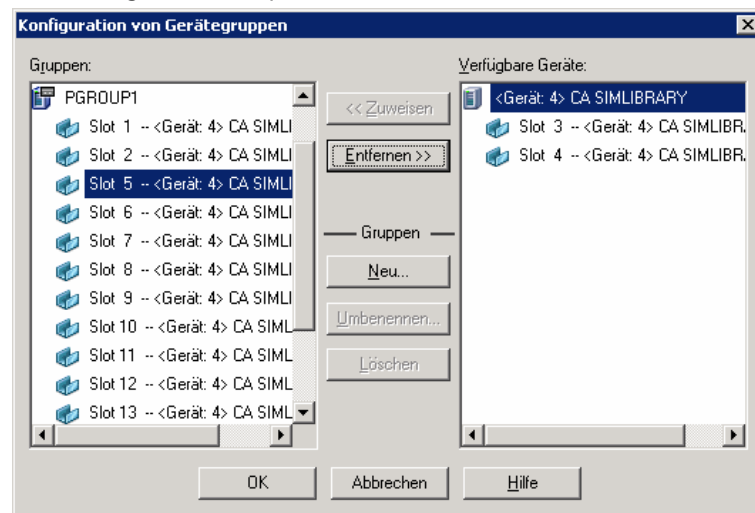 Konfiguration von Gerätegruppen
Gruppen:
PGROUP1
Slot 1 -- <Gerät: 4> CA SIMLI
Slot 2 -- <Gerät: 4> CA SIMLI
Slot 5 -- <Gerät: 4> CA SIMLI
Slot 6 -- <Gerät: 4> CA SIMLI
Slot 7 -- <Gerät: 4> CA SIMLI
Slot 8 -- <Gerät: 4> CA SIMLI
Slot 9 -- <Gerät: 4> CA SIMLI
Slot 10 -- <Gerät: 4> CA SIML
Slot 11 -- <Gerät: 4> CA SIML
Slot 12 -- <Gerät: 4> CA SIML
Slot 13 -- <Gerät: 4> CA SIML
<< Zuweisen
Entfernen >>
Gruppen
Neu...
Umbenennen...
Löschen
Verfügbare Geräte:
<Gerät: 4> CA SIMLIBRARY
Slot 3 -- <Gerät: 4> CA SIMLIBR
Slot 4 -- <Gerät: 4> CA SIMLIBR
OK
Abbrechen
Hilfe